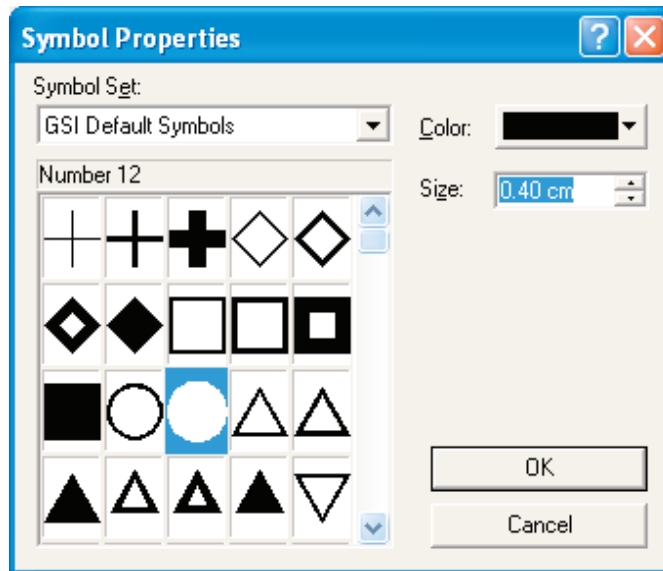 Symbol Properties
Symbol Set:
GSI Default Symbols
Color:
Number 12
Size:
0.40 cm
OK
Cancel